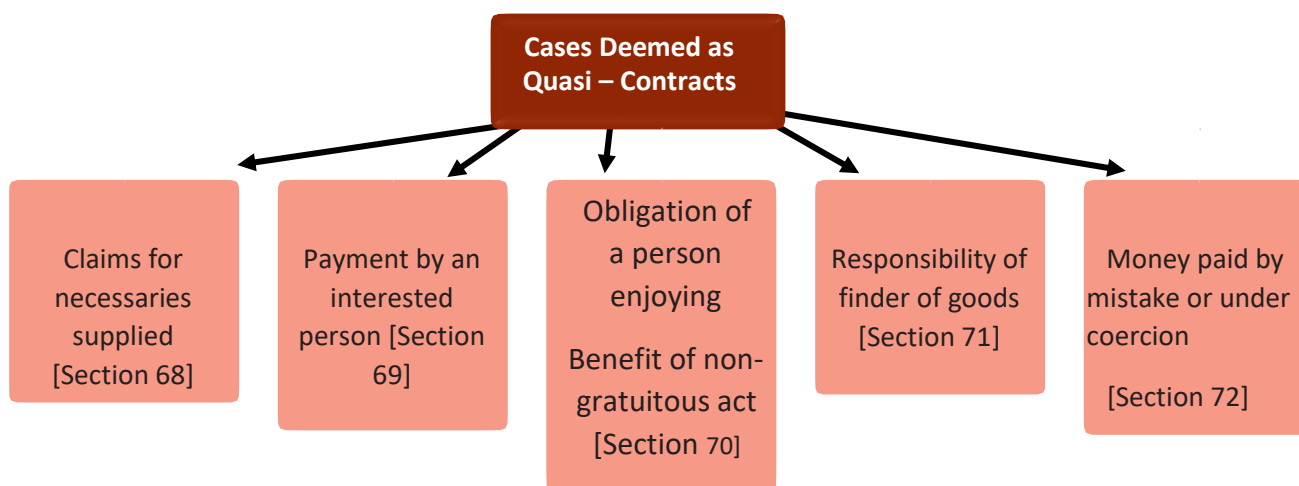 Cases Deemed as
Quasi – Contracts
Claims for
necessaries
supplied
[Section 68]
Payment by an
interested
person [Section
69]
Obligation of
a person
enjoying
Benefit of non-
gratuitous act
[Section 70]
Responsibility of
finder of goods
[Section 71]
Money paid by
mistake or under
coercion
[Section 72]